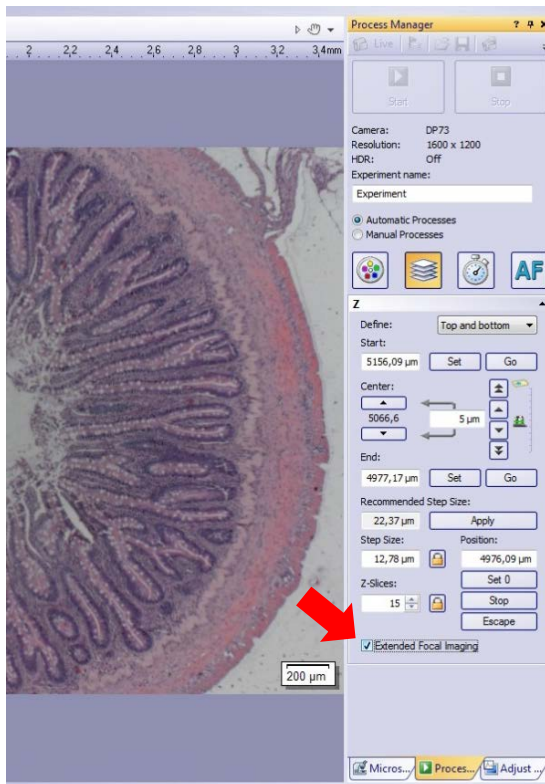 Process Manager
2 2,2 2,4 2,6 2,8 3 3,2 3,4mm
Live
Start Stop
Camera: DP73
Resolution: 1600 x 1200
HDR: Off
Experiment name:
Experiment
Automatic Processes
Manual Processes
AF
Z
Define: Top and bottom
Start:
5156,09 µm Set Go
Center:
5066,6 5 µm
End:
4977,17 µm Set Go
Recommended Step Size:
22,37 µm Apply
Step Size: Position:
12,78 µm 4976,09 µm
Z-Slices: Set 0
15 Stop
Escape
Extended Focal Imaging
200 µm
Micros... Proces... Adjust ...